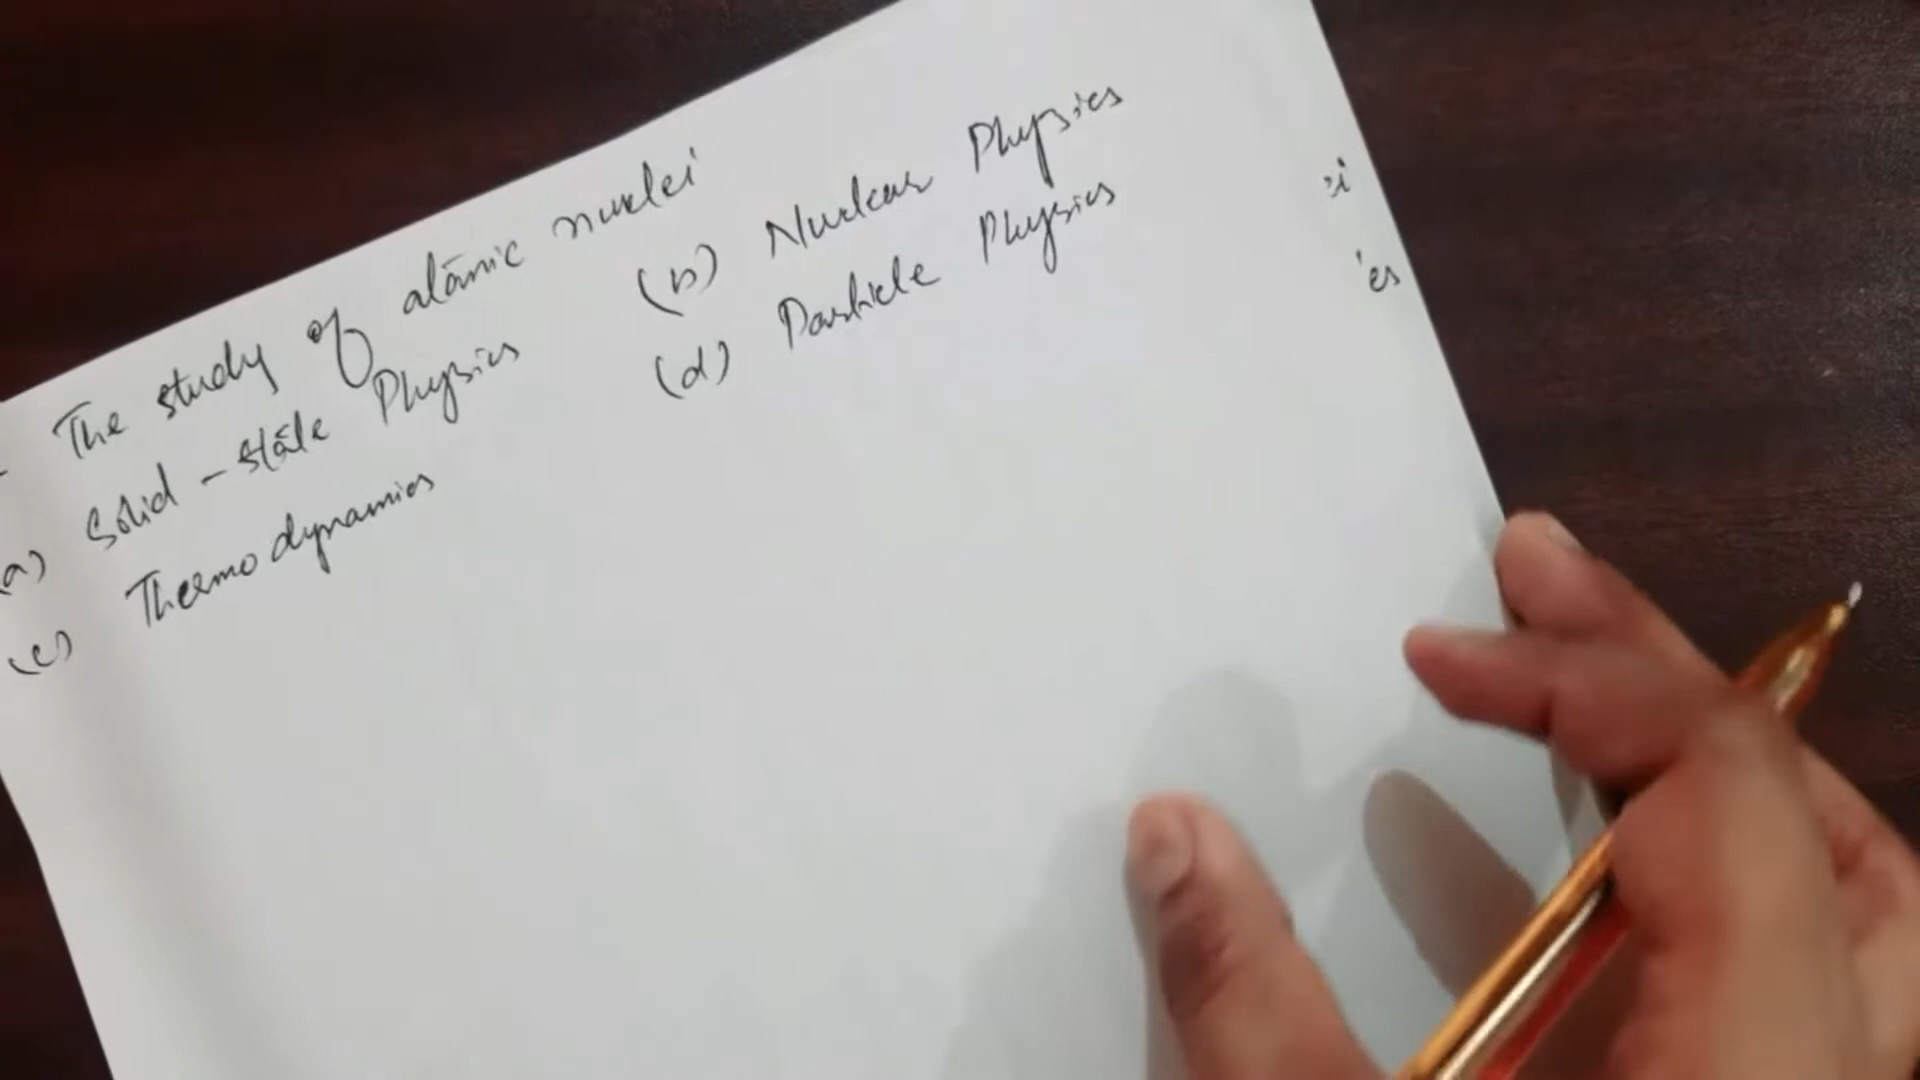 The study of atomic nuclei
(a) Solid-state Physics (b) Nuclear Physics
(c) Thermodynamics (d) Particle Physics